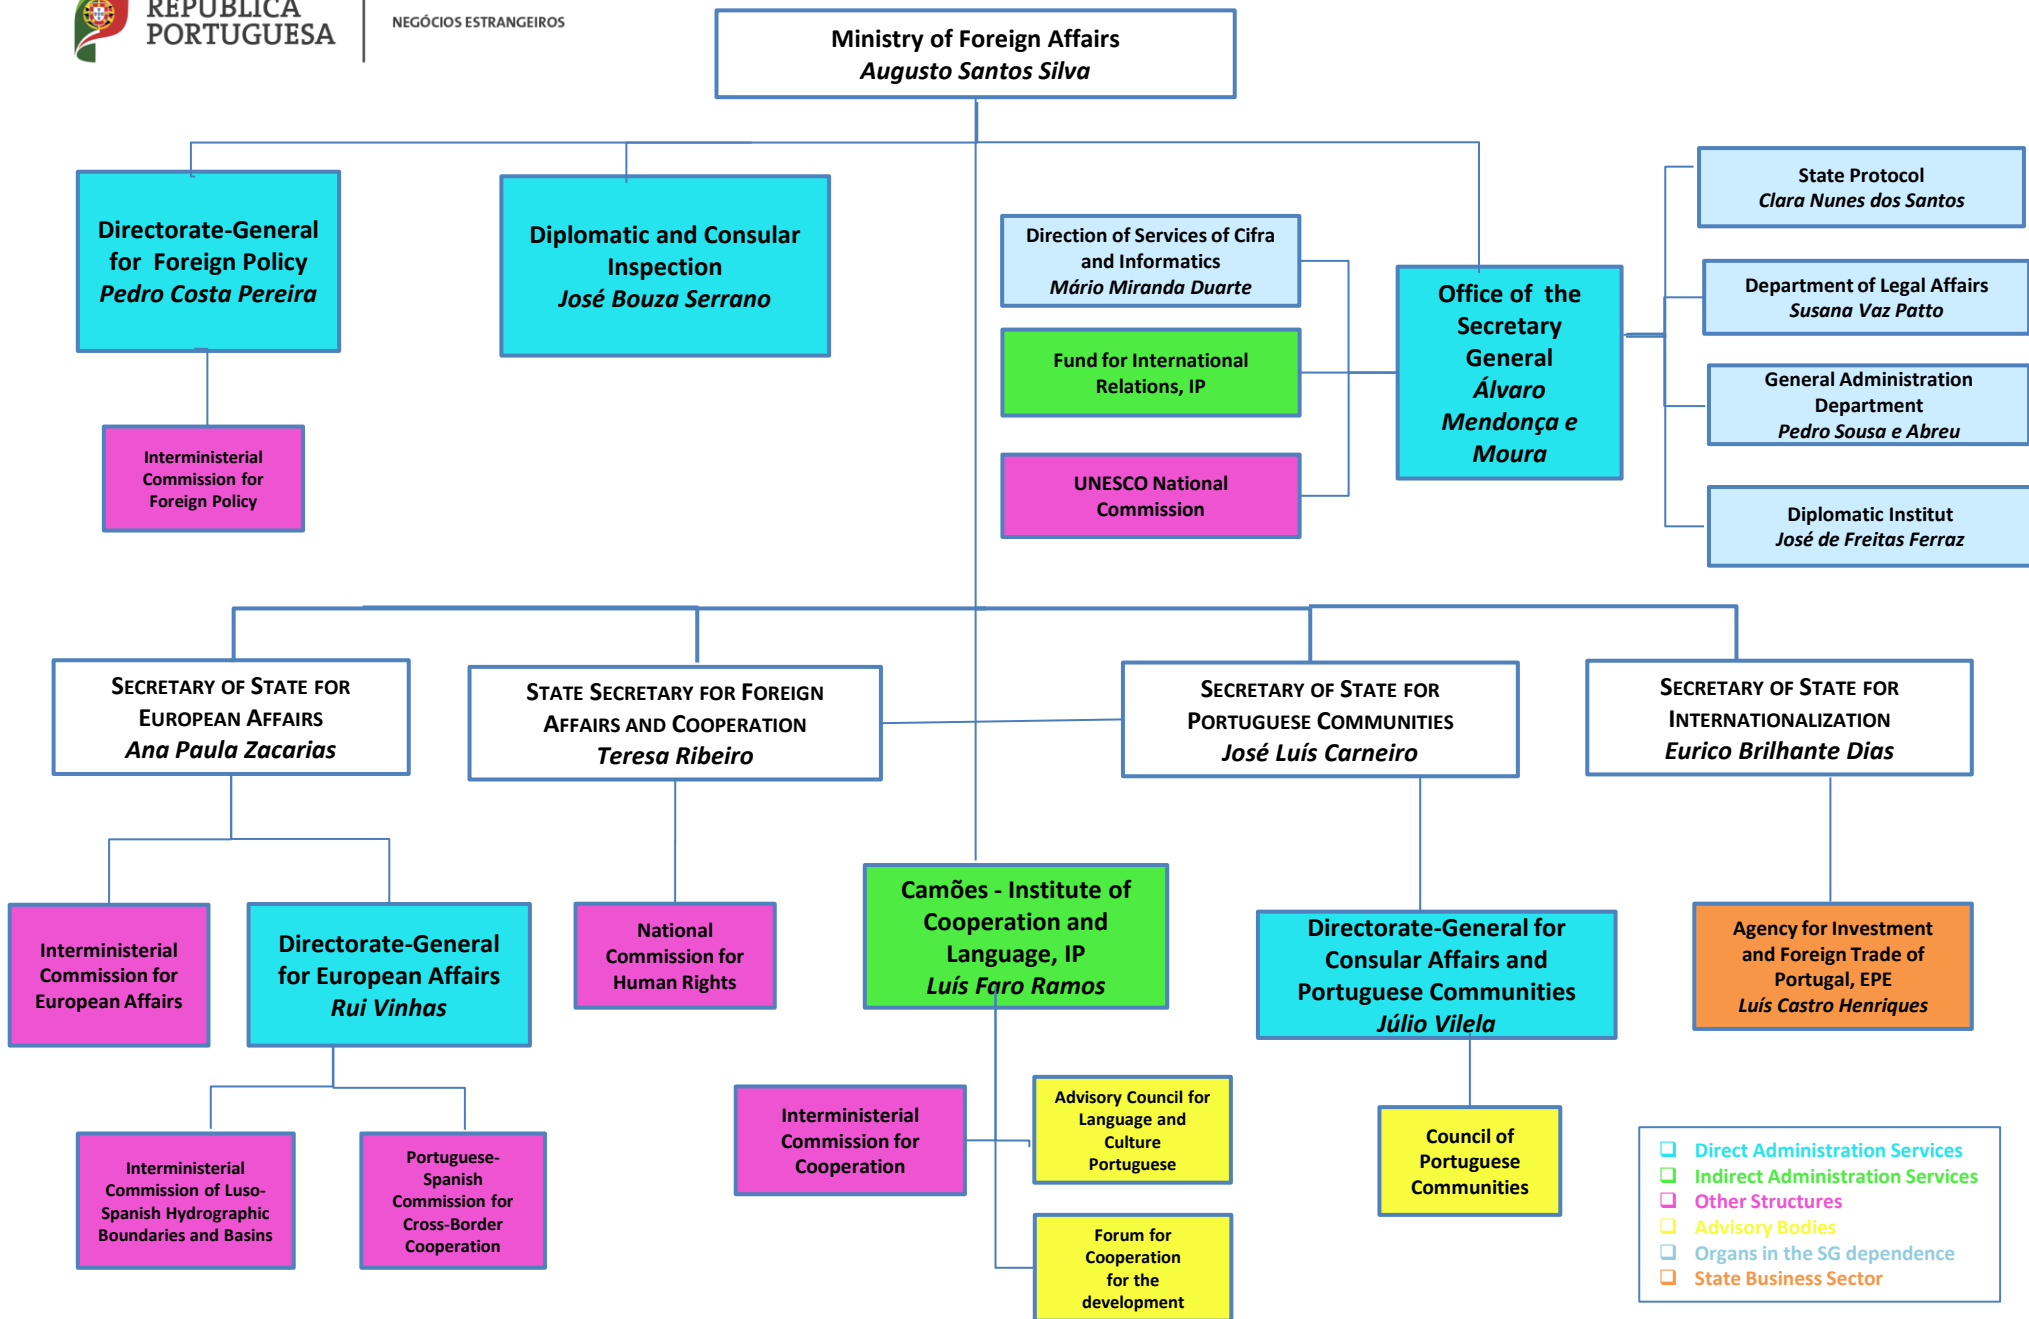 REPÚBLICA
PORTUGUESA
NEGÓCIOS ESTRANGEIROS
Ministry of Foreign Affairs
Augusto Santos Silva
Directorate-General
for Foreign Policy
Pedro Costa Pereira
Diplomatic and Consular
Inspection
José Bouza Serrano
Direction of Services of Cifra
and Informatics
Mário Miranda Duarte
Fund for International
Relations, IP
UNESCO National
Commission
Office of the
Secretary
General
Álvaro
Mendonça e
Moura
State Protocol
Clara Nunes dos Santos
Department of Legal Affairs
Susana Vaz Patto
General Administration
Department
Pedro Sousa e Abreu
Diplomatic Institut
José de Freitas Ferraz
Interministerial
Commission for
Foreign Policy
SECRETARY OF STATE FOR
EUROPEAN AFFAIRS
Ana Paula Zacarias
STATE SECRETARY FOR FOREIGN
AFFAIRS AND COOPERATION
Teresa Ribeiro
SECRETARY OF STATE FOR
PORTUGUESE COMMUNITIES
José Luís Carneiro
SECRETARY OF STATE FOR
INTERNATIONALIZATION
Eurico Brilhante Dias
Interministerial
Commission for
European Affairs
Directorate-General
for European Affairs
Rui Vinhas
National
Commission for
Human Rights
Camões - Institute of
Cooperation and
Language, IP
Luís Faro Ramos
Directorate-General for
Consular Affairs and
Portuguese Communities
Júlio Vilela
Agency for Investment
and Foreign Trade of
Portugal, EPE
Luís Castro Henriques
Interministerial
Commission of Luso-
Spanish Hydrographic
Boundaries and Basins
Portuguese-
Spanish
Commission for
Cross-Border
Cooperation
Interministerial
Commission for
Cooperation
Advisory Council for
Language and
Culture
Portuguese
Forum for
Cooperation
for the
development
Council of
Portuguese
Communities
Direct Administration Services
Indirect Administration Services
Other Structures
Advisory Bodies
Organs in the SG dependence
State Business Sector